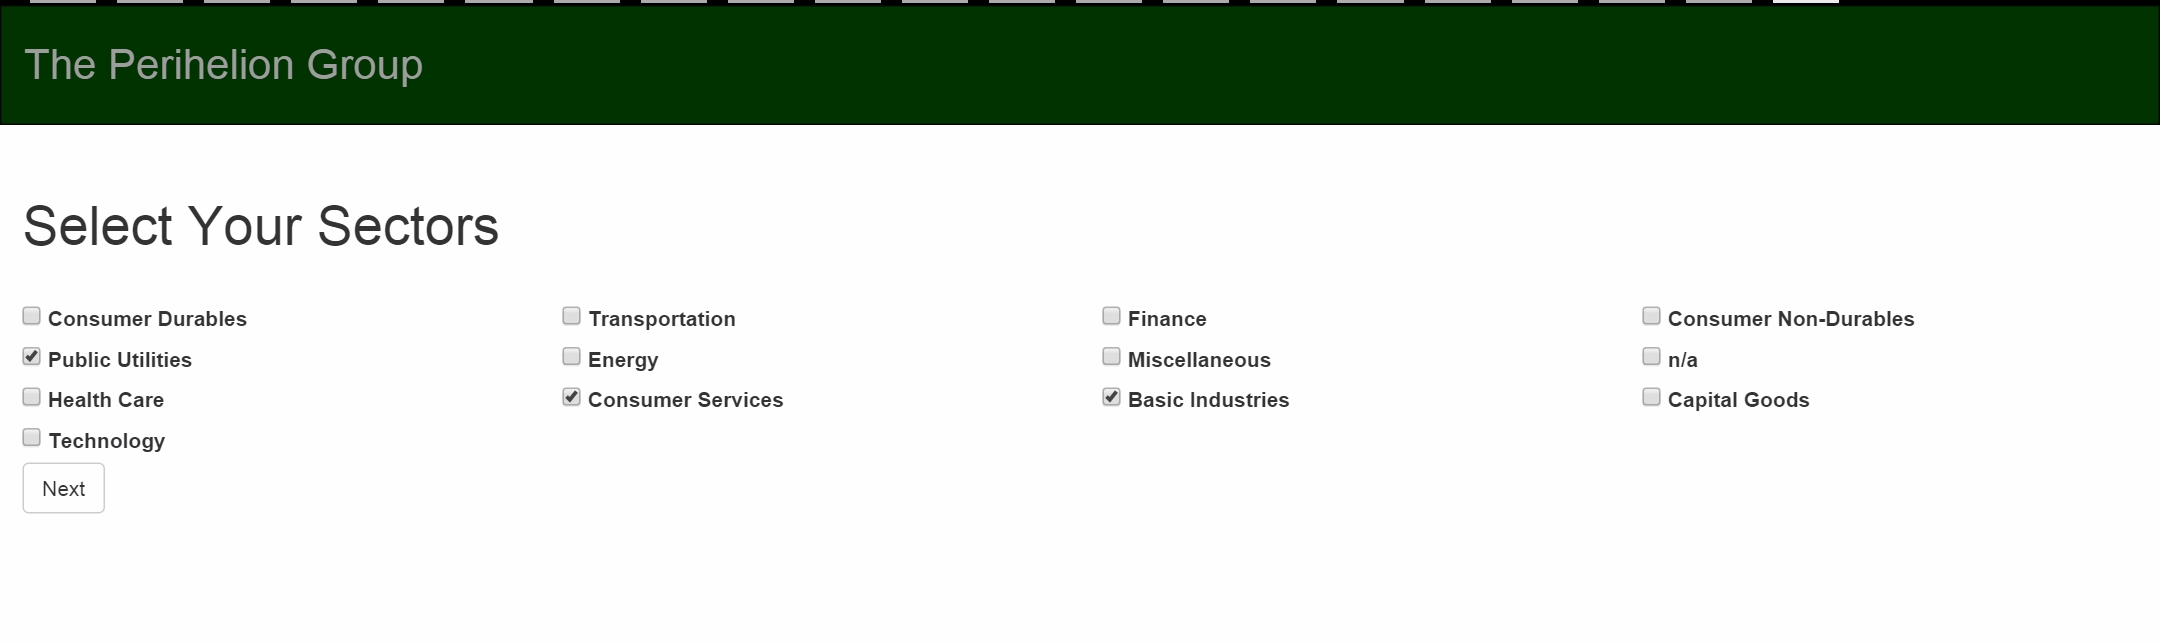 The Perihelion Group
Select Your Sectors
Consumer Durables Transportation Finance Consumer Non-Durables
Public Utilities Energy Miscellaneous n/a
Health Care Consumer Services Basic Industries Capital Goods
Technology
Next